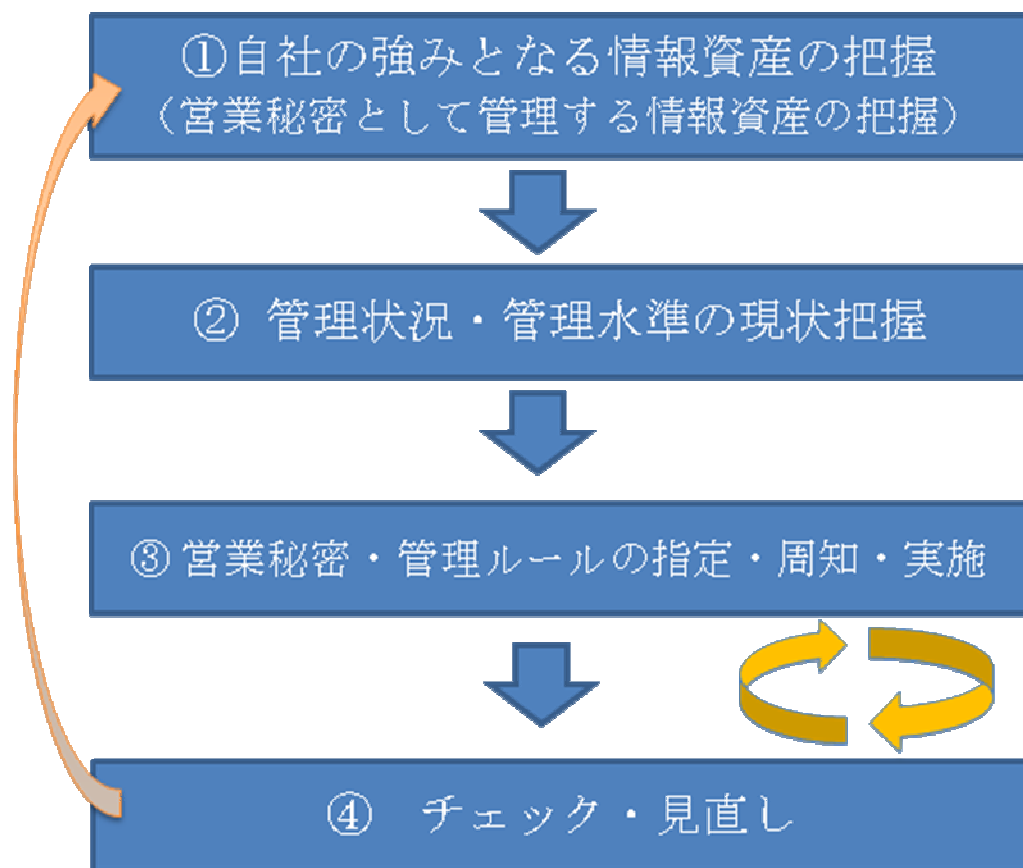 ①自社の強みとなる情報資産の把握
（営業秘密として管理する情報資産の把握）
② 管理状況・管理水準の現状把握
③ 営業秘密・管理ルールの指定・周知・実施
④ チェック・見直し